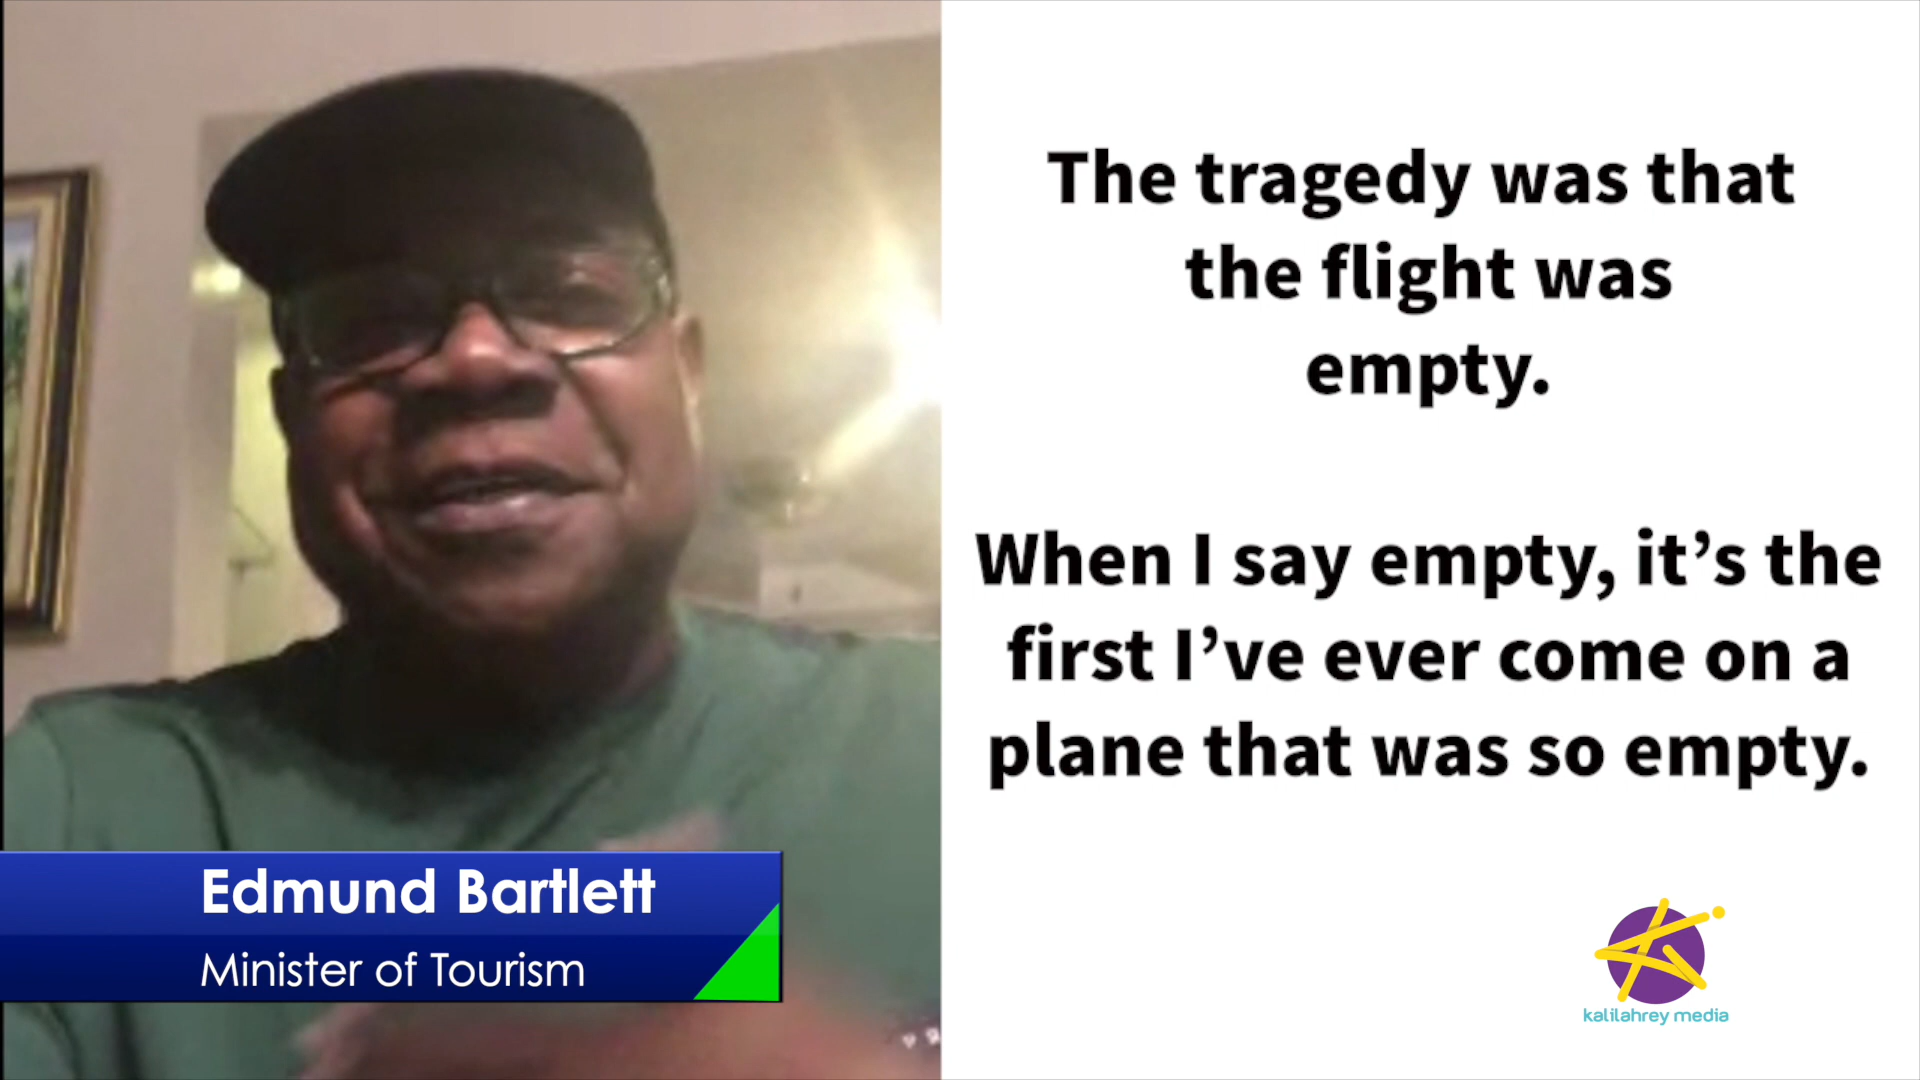 The tragedy was that
the flight was
empty.
When I say empty, it’s the
first I’ve ever come on a
plane that was so empty.
Edmund Bartlett
Minister of Tourism
kalilahrey media